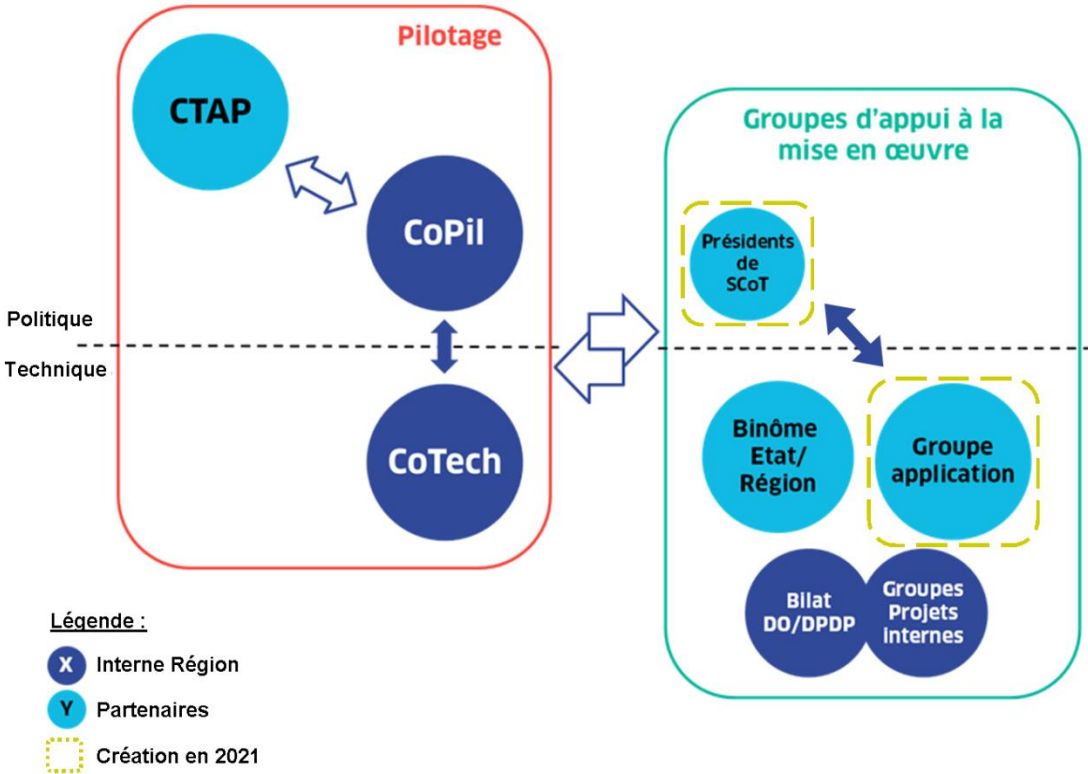 Pilotage
CTAP
CoPil
CoTech
Politique
Technique
Groupes d'appui à la
mise en œuvre
Présidents
de
SCoT
Binôme
Etat/
Région
Groupe
application
Bilat
DO/DPDP
Groupes
Projets
internes
Légende :
X Interne Région
Y Partenaires
Création en 2021